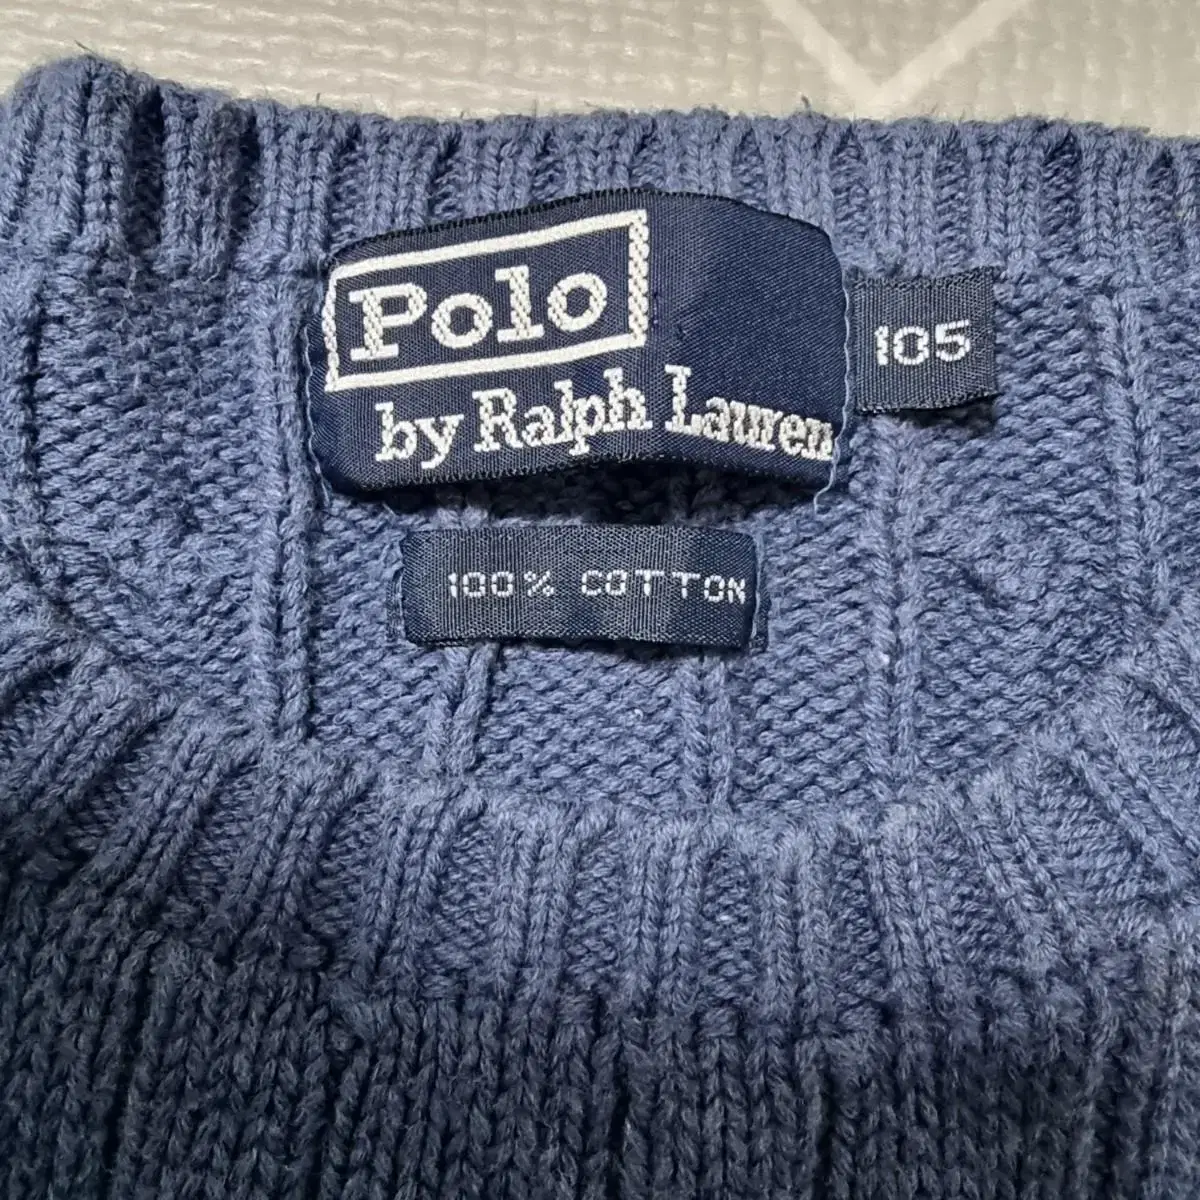 Polo
by Ralph Lauren
105
100% COTTON